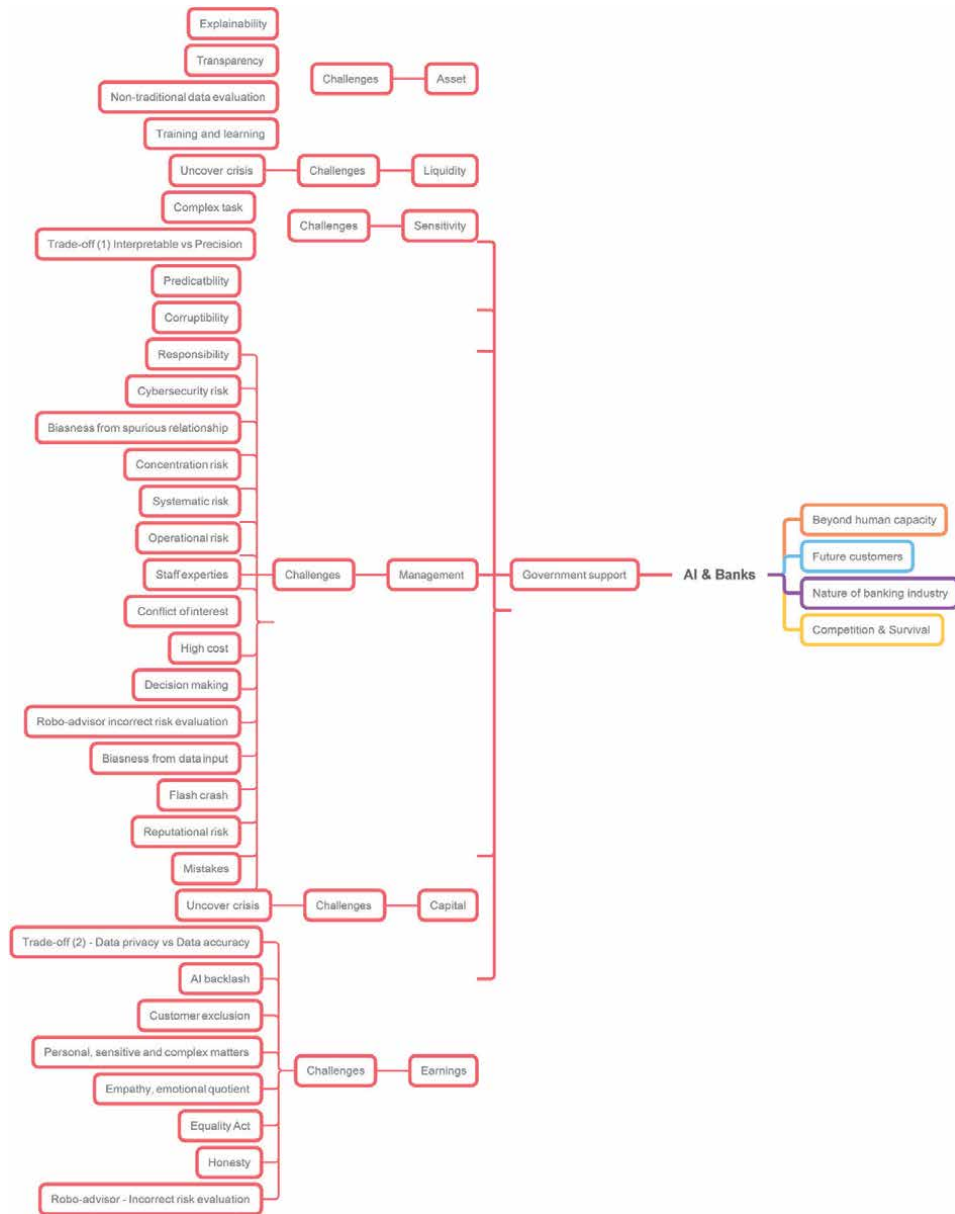 Explainability
Transparency
Challenges
Asset
Non-traditional data evaluation
Training and learning
Uncover crisis
Challenges
Liquidity
Complex task
Challenges
Sensitivity
Trade-off (1) Interpretable vs Precision
Predicatbility
Corruptibility
Responsibility
Cybersecurity risk
Biasness from spurious relationship
Concentration risk
Systematic risk
Operational risk
Staff experties
Challenges
Management
Government support
AI & Banks
Beyond human capacity
Future customers
Nature of banking industry
Competition & Survival
Conflict of interest
High cost
Decision making
Robo-advisor incorrect risk evaluation
Biasness from data input
Flash crash
Reputational risk
Mistakes
Uncover crisis
Challenges
Capital
Trade-off (2) - Data privacy vs Data accuracy
AI backlash
Customer exclusion
Personal, sensitive and complex matters
Challenges
Earnings
Empathy, emotional quotient
Equality Act
Honesty
Robo-advisor - Incorrect risk evaluation